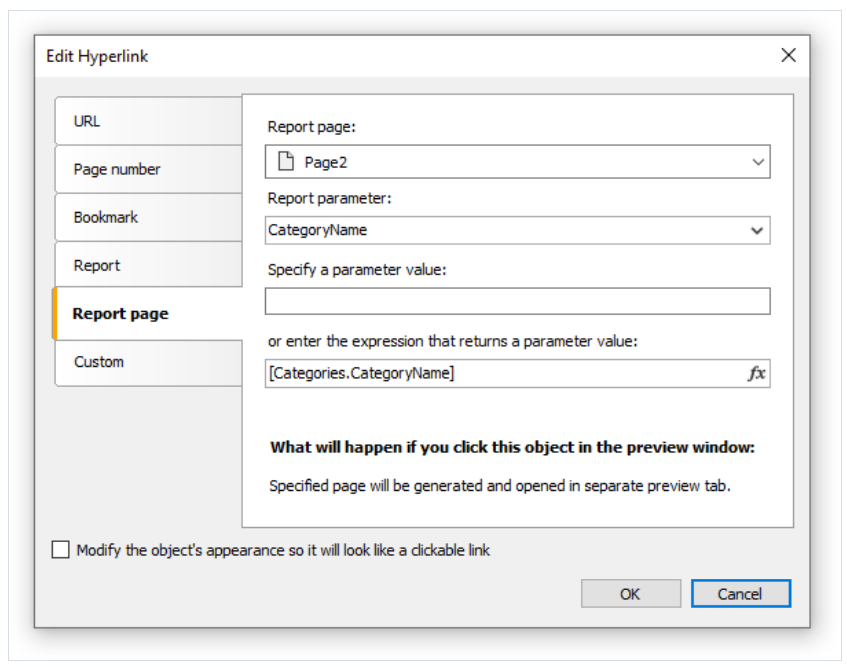 Edit Hyperlink
URL
Page number
Bookmark
Report
Report page
Custom
Report page:
Page2
Report parameter:
CategoryName
Specify a parameter value:
or enter the expression that returns a parameter value:
[Categories.CategoryName]
fx
What will happen if you click this object in the preview window:
Specified page will be generated and opened in separate preview tab.
Modify the object's appearance so it will look like a clickable link
OK
Cancel